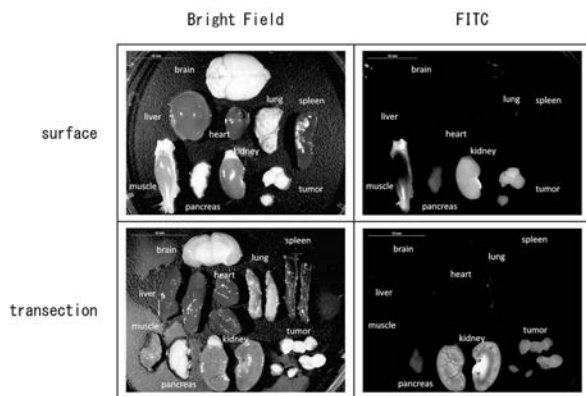 Bright Field FITC
surface
brain
lung spleen
liver
heart
kidney
muscle
tumor
pancreas
brain
lung spleen
liver
heart
kidney
muscle
tumor
pancreas
transection
spleen
brain
lung
heart
liver
muscle
tumor
kidney
pancreas
spleen
brain
lung
heart
liver
muscle
tumor
kidney
pancreas